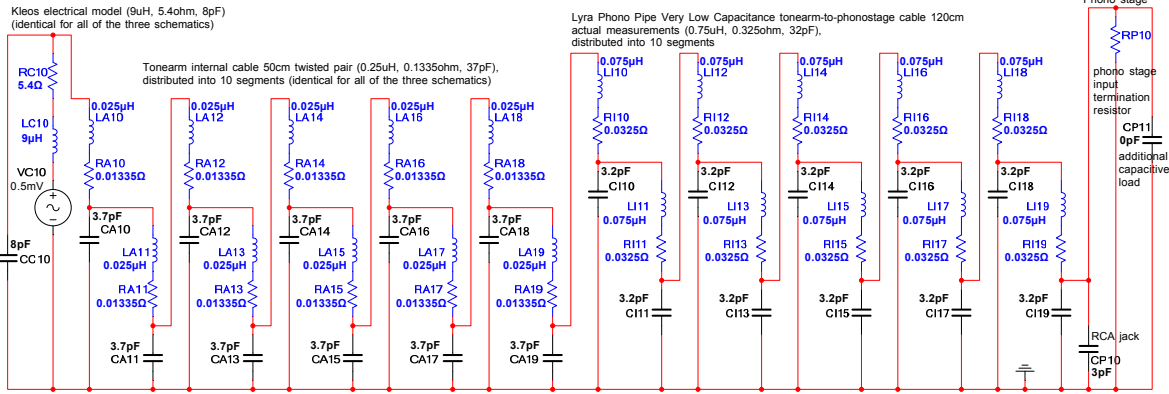 Kleos electrical model (9uH, 5.4ohm, 8pF)
(identical for all of the three schematics)
Tonearm internal cable 50cm twisted pair (0.25uH, 0.1335ohm, 37pF),
distributed into 10 segments (identical for all of the three schematics)
Lyra Phono Pipe Very Low Capacitance tonearm-to-phonostage cable 120cm
actual measurements (0.75uH, 0.325ohm, 32pF),
distributed into 10 segments
Phono stage
RC10
5.4Ω
LC10
9µH
VC10
0.5mV
8pF
CC10
0.025µH
LA10
RA10
0.01335Ω
3.7pF
CA10
LA11
0.025µH
RA11
0.01335Ω
3.7pF
CA11
0.025µH
LA12
RA12
0.01335Ω
3.7pF
CA12
LA13
0.025µH
RA13
0.01335Ω
3.7pF
CA13
0.025µH
LA14
RA14
0.01335Ω
3.7pF
CA14
LA15
0.025µH
RA15
0.01335Ω
3.7pF
CA15
0.025µH
LA16
RA16
0.01335Ω
3.7pF
CA16
LA17
0.025µH
RA17
0.01335Ω
3.7pF
CA17
0.025µH
LA18
RA18
0.01335Ω
3.7pF
CA18
LA19
0.025µH
RA19
0.01335Ω
3.7pF
CA19
0.075µH
LI10
RI10
0.0325Ω
3.2pF
CI10
LI11
0.075µH
RI11
0.0325Ω
3.2pF
CI11
0.075µH
LI12
RI12
0.0325Ω
3.2pF
CI12
LI13
0.075µH
RI13
0.0325Ω
3.2pF
CI13
0.075µH
LI14
RI14
0.0325Ω
3.2pF
CI14
LI15
0.075µH
RI15
0.0325Ω
3.2pF
CI15
0.075µH
LI16
RI16
0.0325Ω
3.2pF
CI16
LI17
0.075µH
RI17
0.0325Ω
3.2pF
CI17
0.075µH
LI18
RI18
0.0325Ω
3.2pF
CI18
LI19
0.075µH
RI19
0.0325Ω
3.2pF
CI19
RP10
phono stage
input
termination
resistor
CP11
0pF
additional
capacitive
load
RCA jack
CP10
3pF